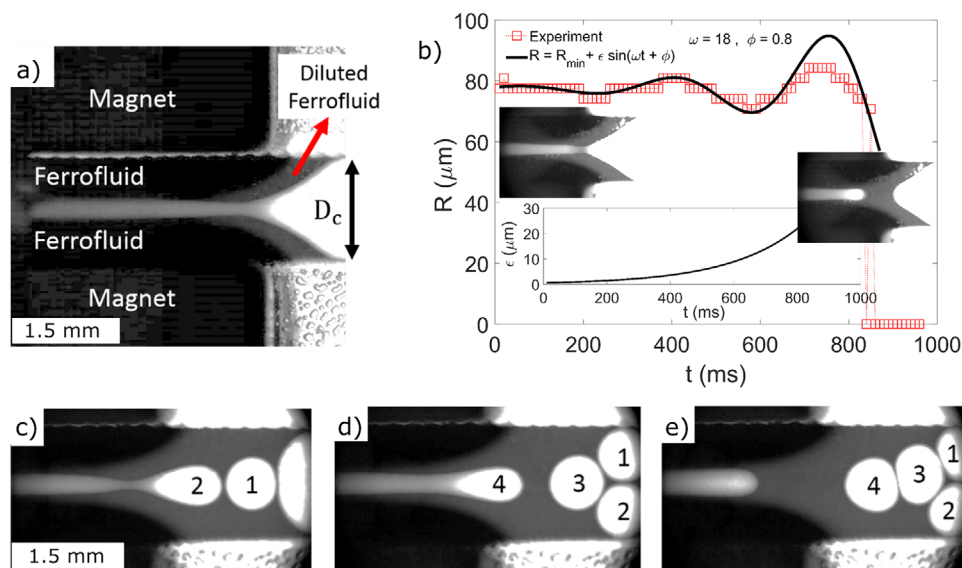 a)
Diluted
Ferrofluid
Magnet
Ferrofluid
D_c
Ferrofluid
Magnet
1.5 mm
b)
100
80
60
40
20
0
R (μm)
Experiment
R = R_min + ϵ sin(ωt + ϕ)
ω = 18 , ϕ = 0.8
30
20
10
0
ϵ (μm)
0 200 400 600 800 1000
t (ms)
0 200 400 600 800 1000
t (ms)
c)
2 1
1.5 mm
d)
4 3 1
2
e)
4 3 1
2